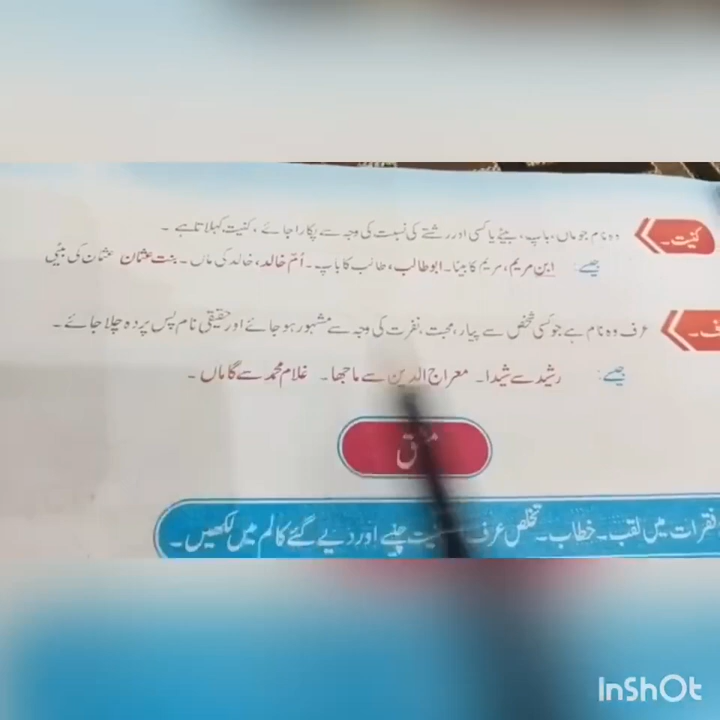 کنیت۔
وہ نام جو ماں، باپ، بیٹے یا کسی اور رشتے کی نسبت کی وجہ سے پکارا جائے، کنیت کہلاتا ہے۔
جیسے: ابن مریم، مریم کا بیٹا۔ ابو طالب، طالب کا باپ۔ اُمّ خالد، خالد کی ماں۔ بنت عثمان عثمان کی بیٹی
عرف وہ نام ہے جو کسی شخص سے پیار، محبت، نفرت کی وجہ سے مشہور ہو جائے اور حقیقی نام پس پردہ چلا جائے۔
جیسے: رشید سے شیدا۔ معراج الدین سے ماجھا۔ غلام محمد سے گاماں۔
فقرات میں لقب۔ خطاب۔ تخلص عرف اور دیے گئے کالم میں لکھیں۔
InShOt